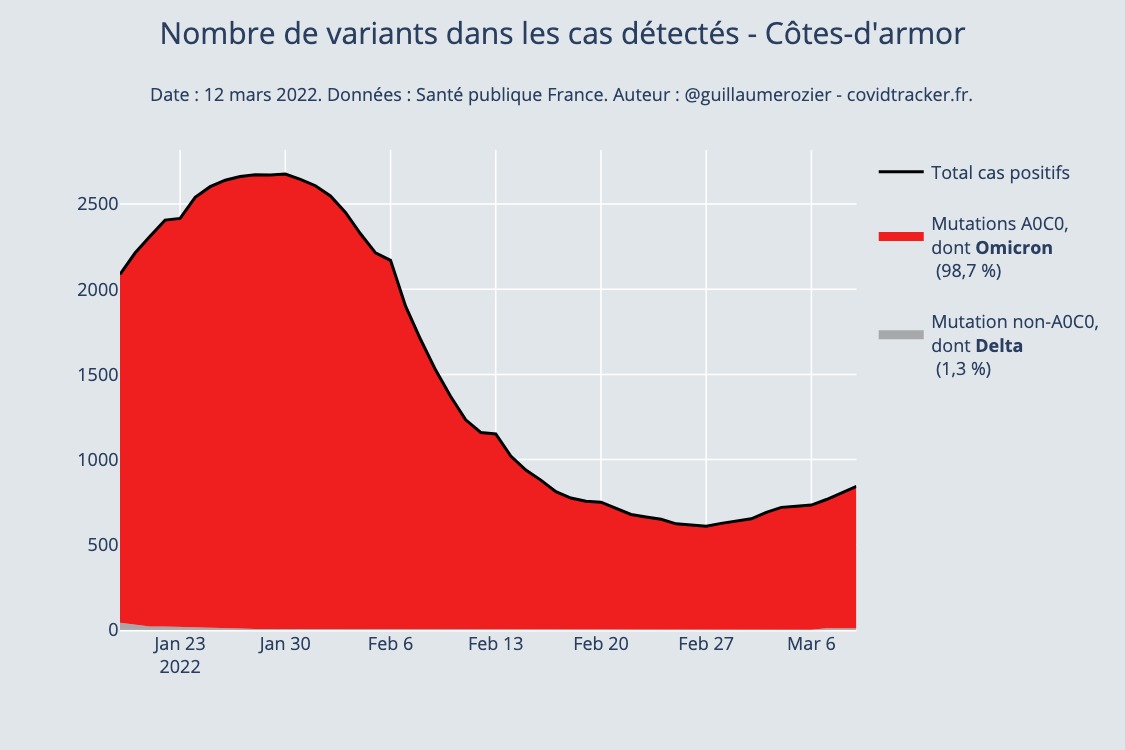 Nombre de variants dans les cas détectés - Côtes-d'armor
Date : 12 mars 2022. Données : Santé publique France. Auteur : @guillaumerozier - covidtracker.fr.
Total cas positifs
Mutations A0C0,
dont Omicron
(98,7 %)
Mutation non-A0C0,
dont Delta
(1,3 %)
2500
2000
1500
1000
500
0
Jan 23 Jan 30 Feb 6 Feb 13 Feb 20 Feb 27 Mar 6
2022